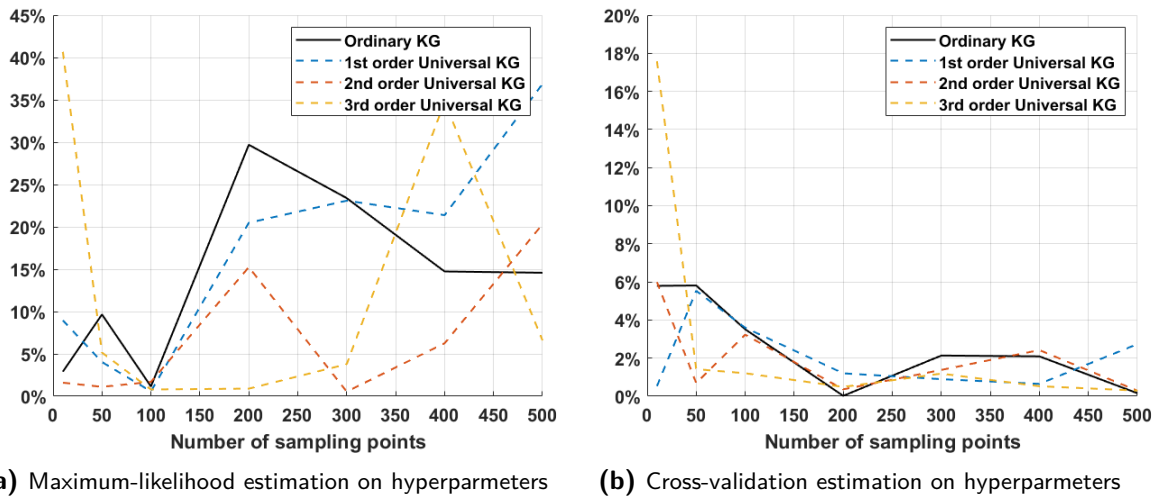 45%
40%
35%
30%
25%
20%
15%
10%
5%
0%
0 50 100 150 200 250 300 350 400 450 500
Number of sampling points
Ordinary KG
1st order Universal KG
2nd order Universal KG
3rd order Universal KG
a) Maximum-likelihood estimation on hyperparmeters
20%
18%
16%
14%
12%
10%
8%
6%
4%
2%
0%
0 50 100 150 200 250 300 350 400 450 500
Number of sampling points
Ordinary KG
1st order Universal KG
2nd order Universal KG
3rd order Universal KG
(b) Cross-validation estimation on hyperparmeters